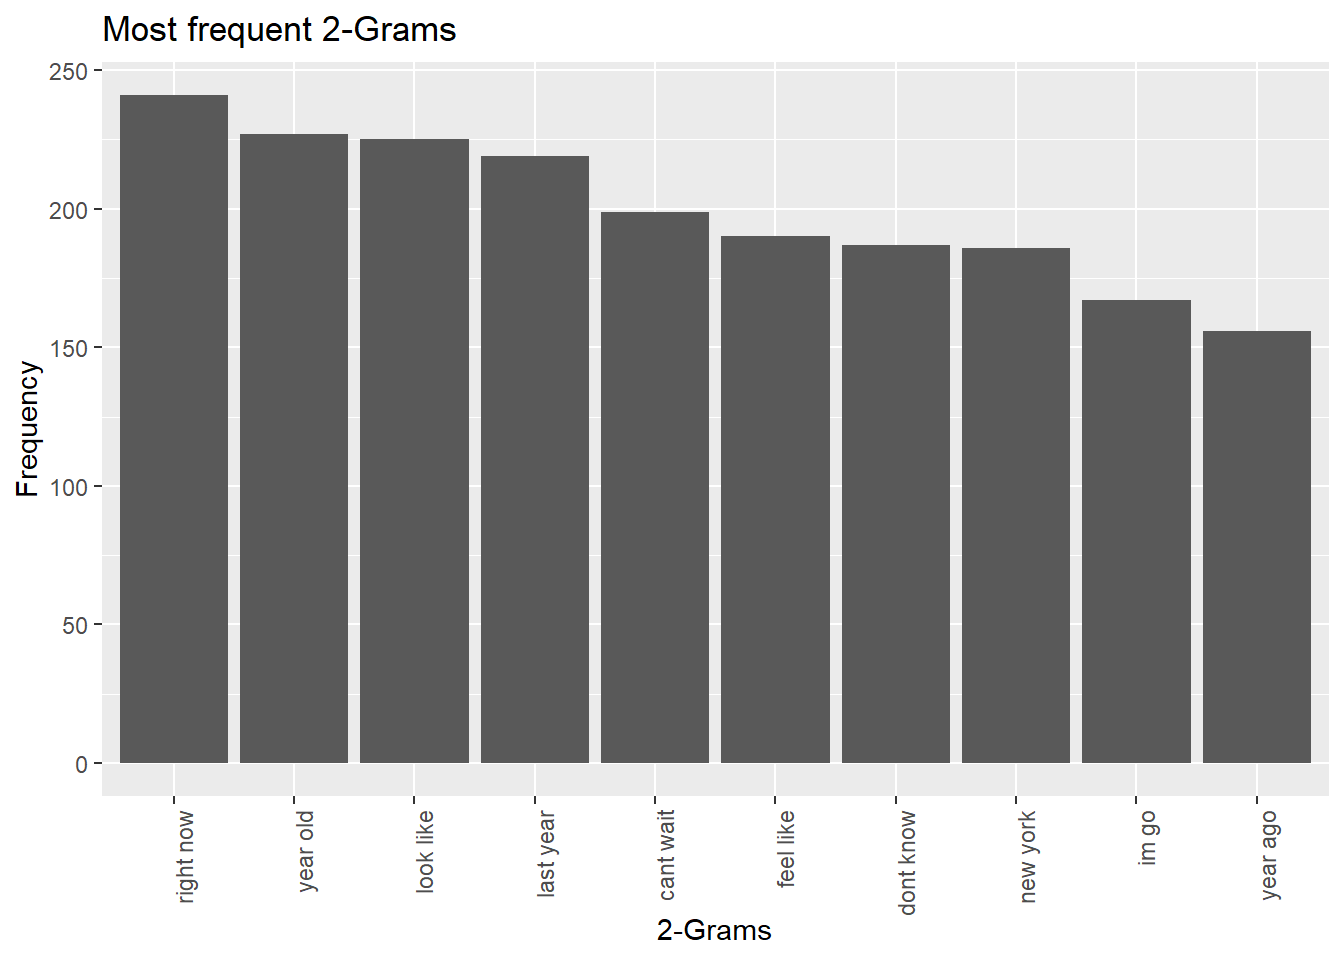 Most frequent 2-Grams
Frequency
250
200
150
100
50
0
right now
year old
look like
last year
cant wait
feel like
dont know
new york
im go
year ago
2-Grams